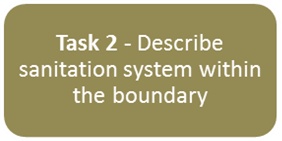 Task 2 - Describe
sanitation system within
the boundary